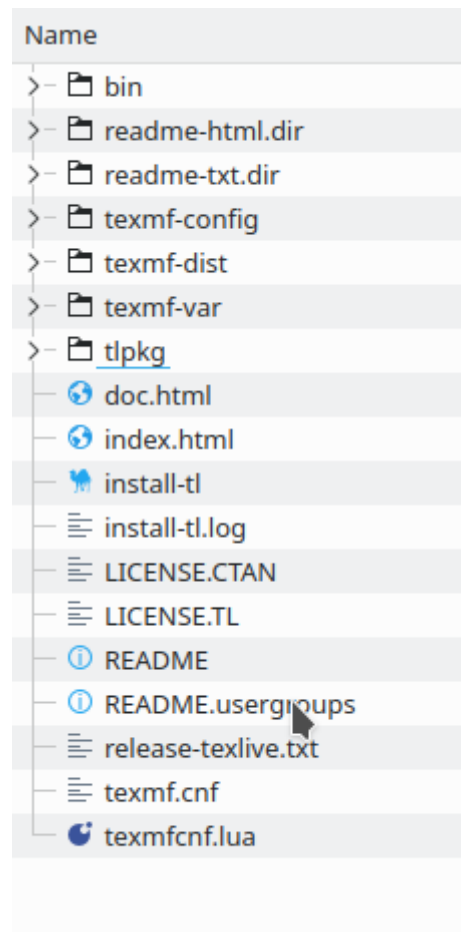 Name
bin
readme-html.dir
readme-txt.dir
texmf-config
texmf-dist
texmf-var
tlpkg
doc.html
index.html
install-tl
install-tl.log
LICENSE.CTAN
LICENSE.TL
README
README.usergroups
release-texlive.txt
texmf.cnf
texmfcnf.lua